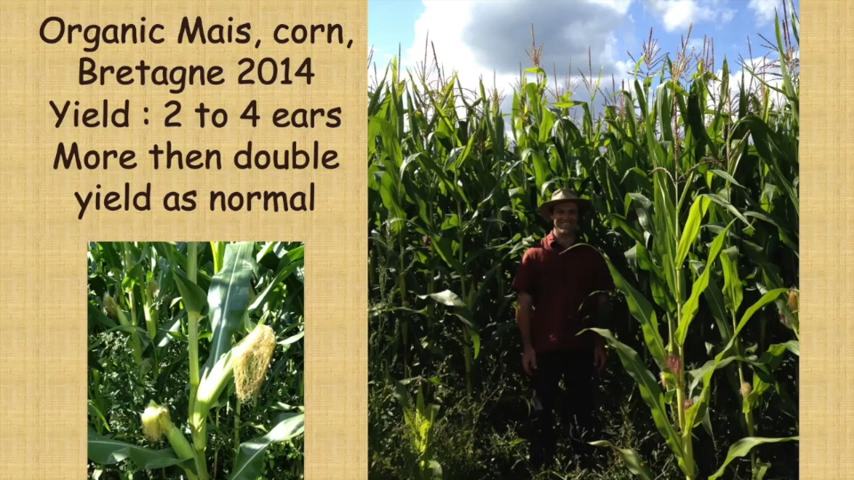 Organic Mais, corn,
Bretagne 2014
Yield : 2 to 4 ears
More then double
yield as normal